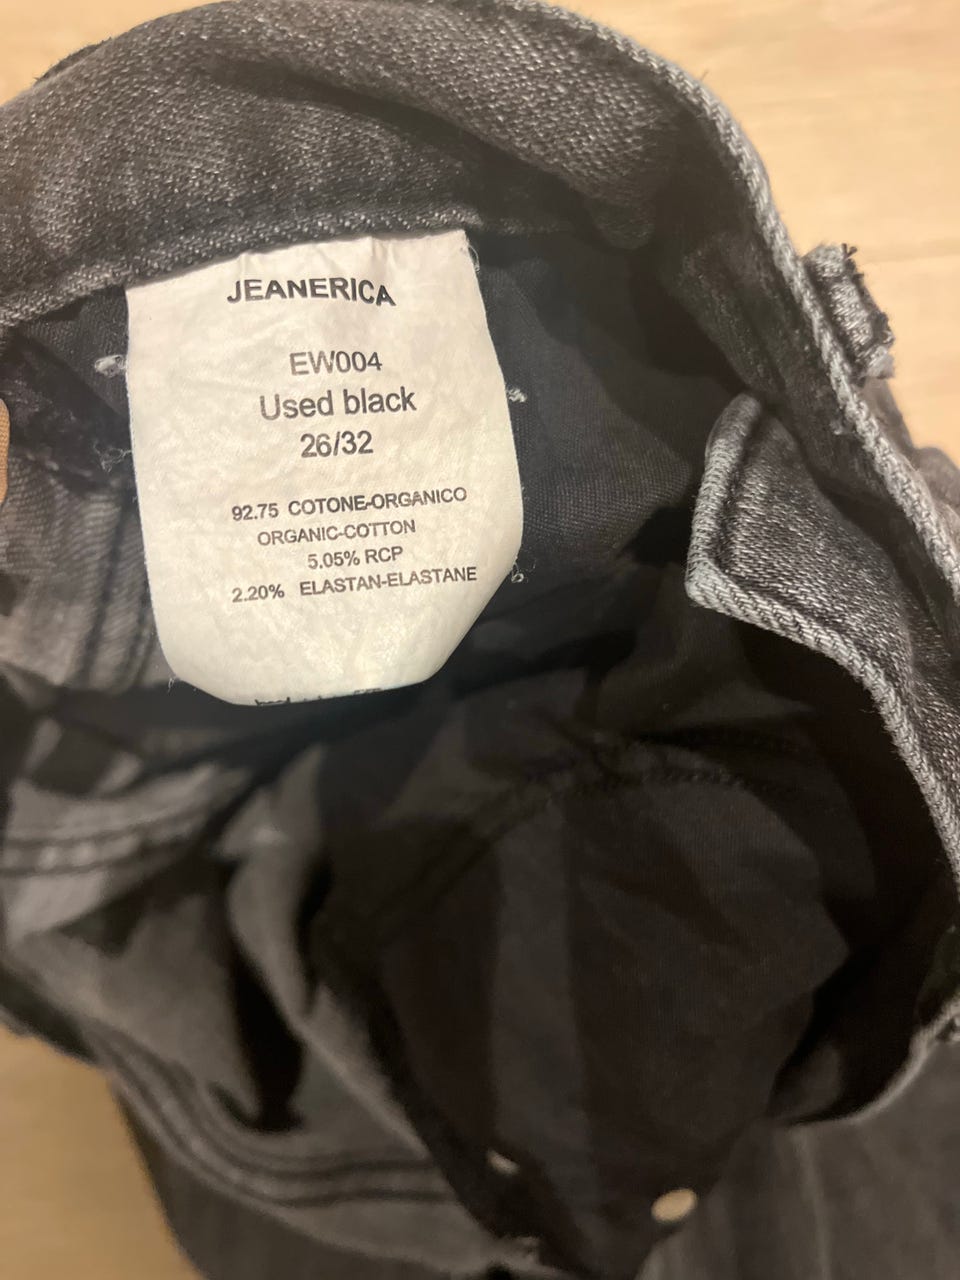 JEANERICA
EW004
Used black
26/32
92.75 COTONE-ORGANICO
ORGANIC-COTTON
5.05% RCP
2.20% ELASTAN-ELASTANE